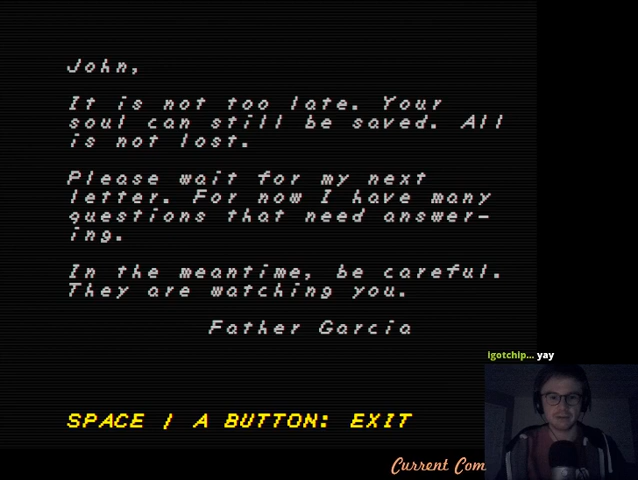 John,
It is not too late. Your
soul can still be saved. All
is not lost.
Please wait for my next
letter. For now I have many
questions that need answer-
ing.
In the meantime, be careful.
They are watching you.
Father Garcia
lgotchip... yay
SPACE / A BUTTON: EXIT
Current Com